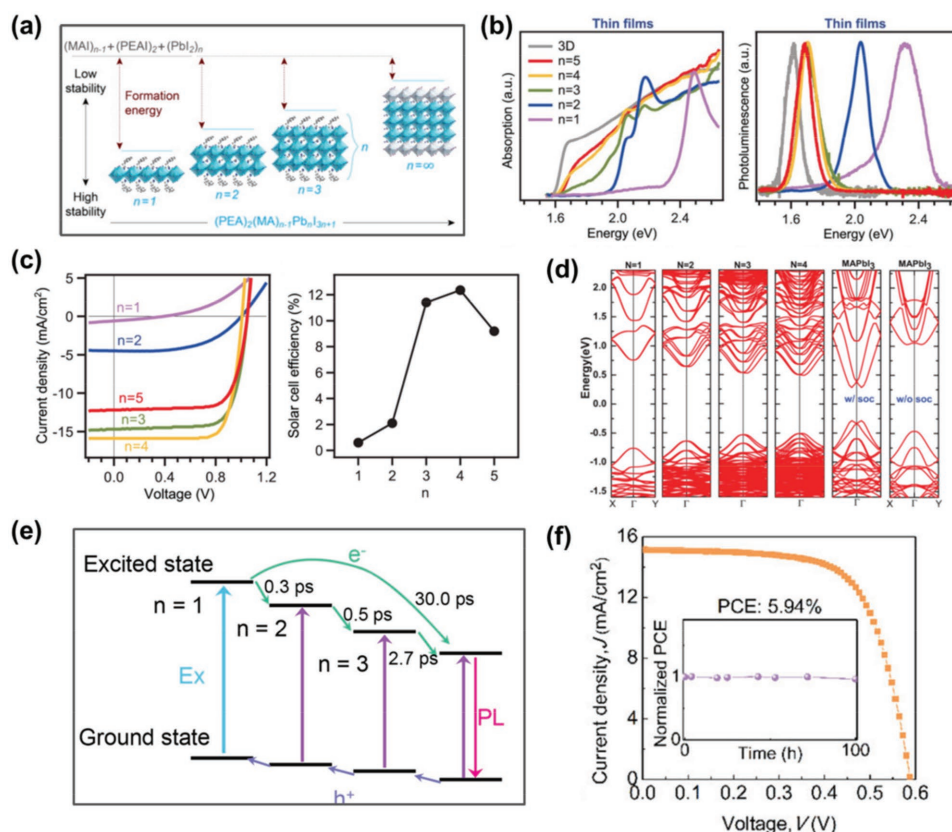 (a)
(MAI)n-1+(PEAI)2+(PbI2)n
Low
stability
Formation
energy
High
stability
n
n=1
n=2
n=3
n=∞
(PEA)2(MA)n-1PbnI3n+1
(b)
Thin films
Absorption (a.u.)
3D
n=5
n=4
n=3
n=2
n=1
1.6 2.0 2.4
Energy (eV)
Thin films
Photoluminescence (a.u.)
1.6 2.0 2.4
Energy (eV)
(c)
Current density (mA/cm2)
5
0
-5
-10
-15
n=1
n=2
n=5
n=3
n=4
0.0 0.4 0.8 1.2
Voltage (V)
Solar cell efficiency (%)
12
10
8
6
4
2
0
1 2 3 4 5
n
(d)
N=1 N=2 N=3 N=4 MAPbI3 MAPbI3
Energy(eV)
2.0
1.5
1.0
0.5
0.0
-0.5
-1.0
-1.5
w/ soc
w/o soc
X Γ Y Γ Γ Γ Γ X Γ Y
(e)
Excited state
e-
n = 1
0.3 ps
n = 2
0.5 ps
30.0 ps
n = 3
2.7 ps
Ex
PL
Ground state
h+
(f)
Current density, J (mA/cm2)
16
12
8
4
0
PCE: 5.94%
Normalized PCE
1
0
0 100
Time (h)
0.0 0.1 0.2 0.3 0.4 0.5 0.6
Voltage, V (V)